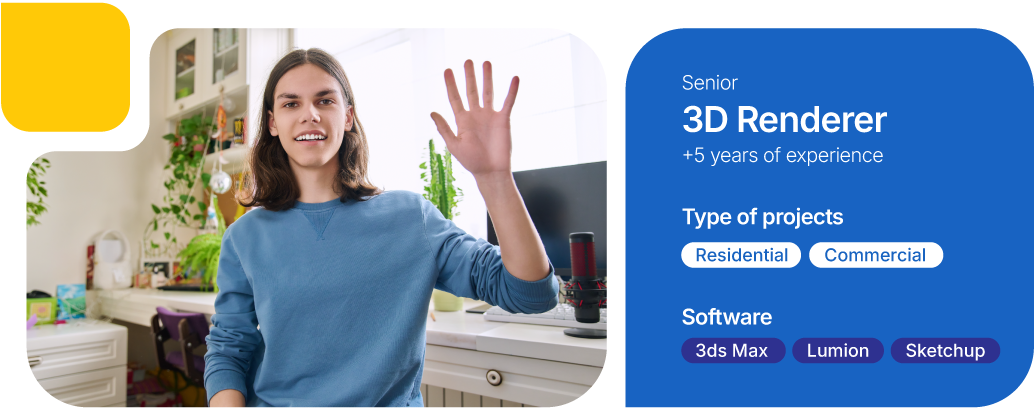 Senior
3D Renderer
+5 years of experience
Type of projects
Residential Commercial
Software
3ds Max Lumion Sketchup